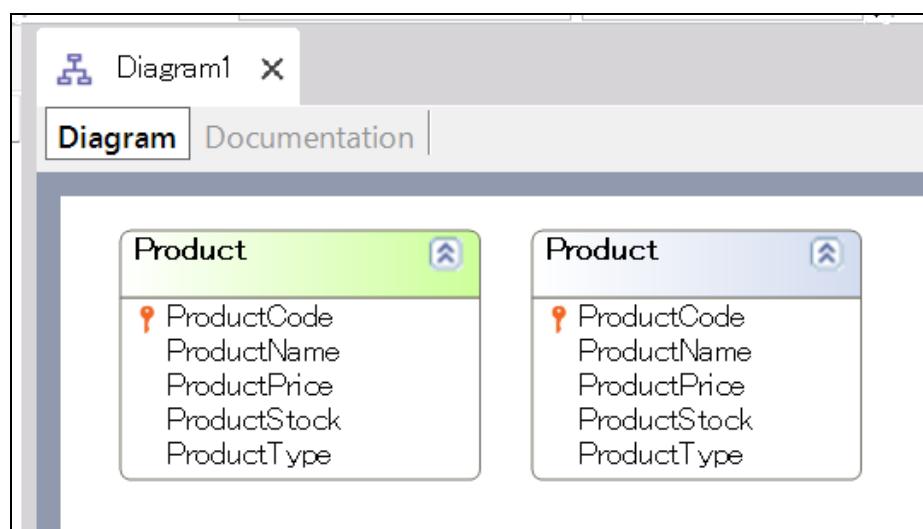 Diagram1
Diagram Documentation
Product
ProductCode
ProductName
ProductPrice
ProductStock
ProductType
Product
ProductCode
ProductName
ProductPrice
ProductStock
ProductType